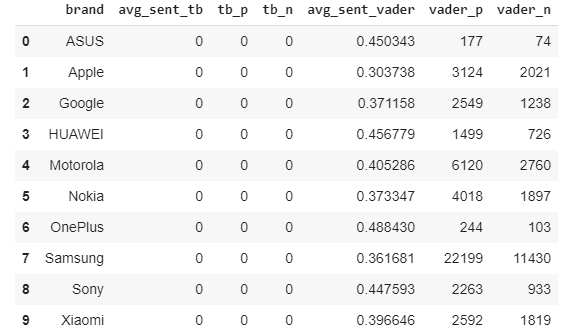 brand avg_sent_tb tb_p tb_n avg_sent_vader vader_p vader_n
0 ASUS 0 0 0 0.450343 177 74
1 Apple 0 0 0 0.303738 3124 2021
2 Google 0 0 0 0.371158 2549 1238
3 HUAWEI 0 0 0 0.456779 1499 726
4 Motorola 0 0 0 0.405286 6120 2760
5 Nokia 0 0 0 0.373347 4018 1897
6 OnePlus 0 0 0 0.488430 244 103
7 Samsung 0 0 0 0.361681 22199 11430
8 Sony 0 0 0 0.447593 2263 933
9 Xiaomi 0 0 0 0.396646 2592 1819